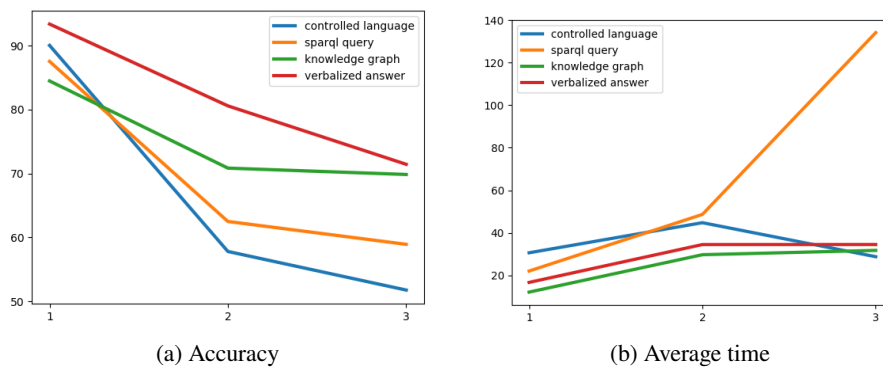 controlled language
sparql query
knowledge graph
verbalized answer
90
80
70
60
50
1 2 3
(a) Accuracy
controlled language
sparql query
knowledge graph
verbalized answer
140
120
100
80
60
40
20
1 2 3
(b) Average time